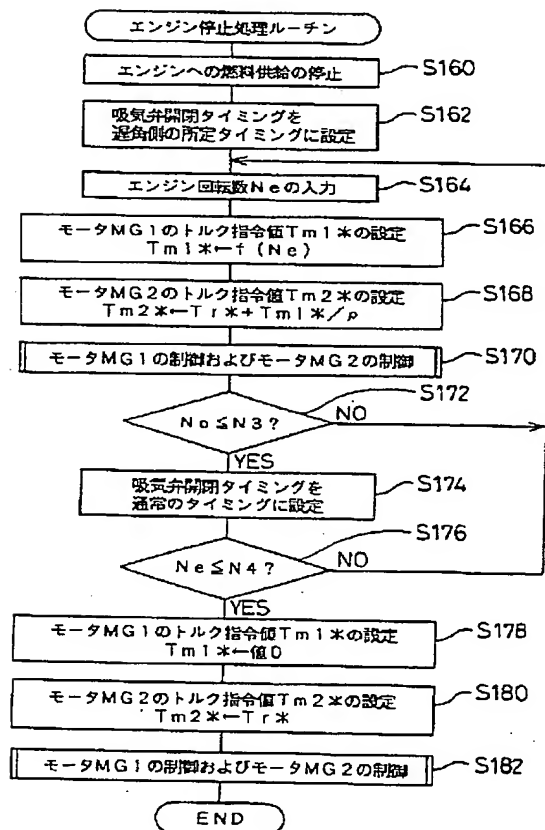 エンジン停止処理ルーチン
エンジンへの燃料供給の停止
S160
吸気弁開閉タイミングを
遅角側の所定タイミングに設定
S162
エンジン回転数Neの入力
S164
モータMG1のトルク指令値Tm1*の設定
Tm1*←f(Ne)
S166
モータMG2のトルク指令値Tm2*の設定
Tm2*←Tr*+Tm1*/ρ
S168
モータMG1の制御およびモータMG2の制御
S170
S172
Ne≦N3?
NO
YES
吸気弁開閉タイミングを
通常のタイミングに設定
S174
S176
Ne≦N4?
NO
YES
モータMG1のトルク指令値Tm1*の設定
Tm1*←値0
S178
モータMG2のトルク指令値Tm2*の設定
Tm2*←Tr*
S180
モータMG1の制御およびモータMG2の制御
S182
END